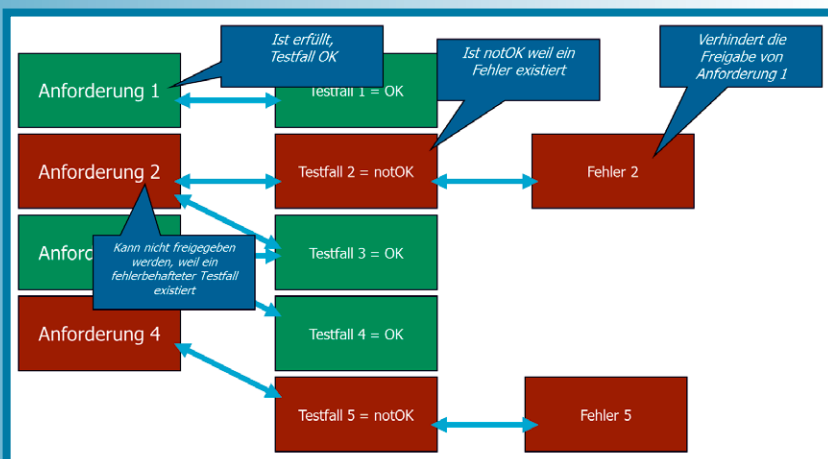 Ist erfüllt,
Testfall OK
Verhindert die
Freigabe von
Anforderung 1
Ist notOK weil ein
Fehler existiert
Anforderung 1
Testfall 1 = OK
Anforderung 2
Testfall 2 = notOK
Fehler 2
Kann nicht freigegeben
werden, weil ein
fehlerbehafteter Testfall
existiert
Testfall 3 = OK
Anforderung 4
Testfall 4 = OK
Testfall 5 = notOK
Fehler 5